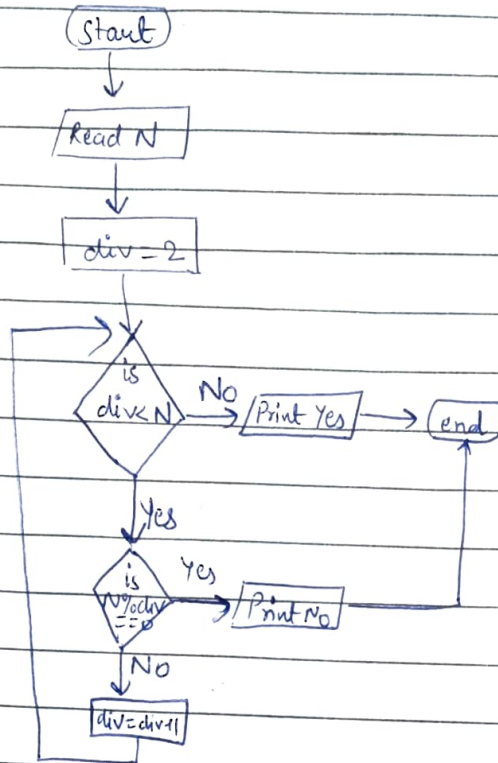 Start
Read N
div = 2
is
div< N
No
Print Yes
end
Yes
is
N%div
==0
Yes
Print No
No
div=div+1